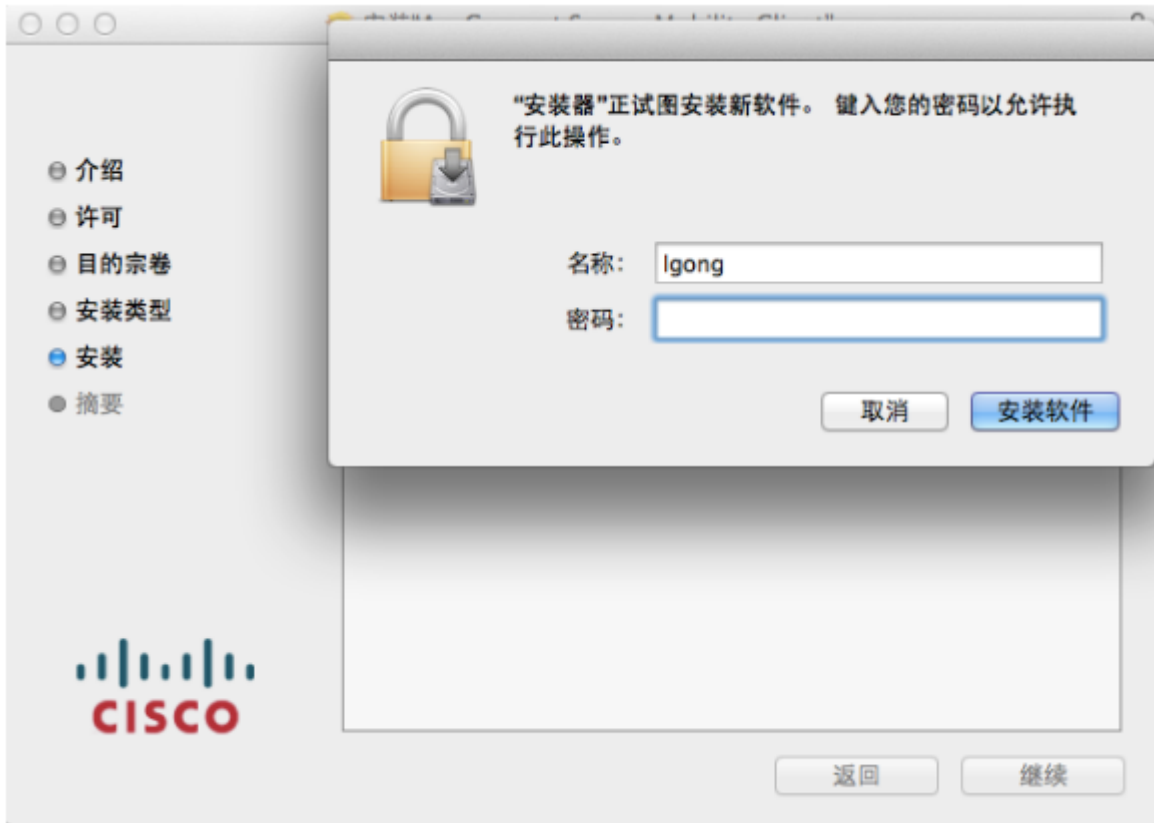 “安装器”正试图安装新软件。 键入您的密码以允许执
行此操作。
名称：
lgong
密码：
取消
安装软件
介绍
许可
目的宗卷
安装类型
安装
摘要
CISCO
返回
继续